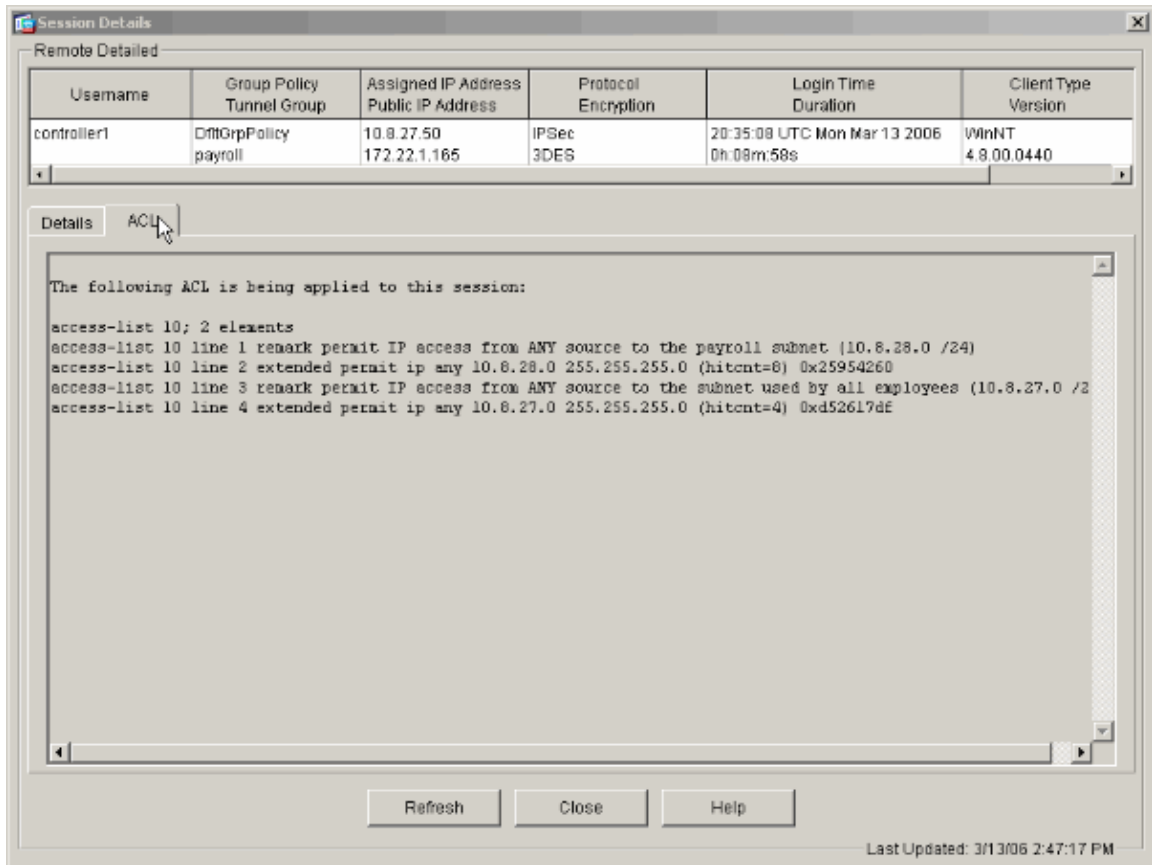 Session Details
Remote Detailed
Username
Group Policy
Tunnel Group
Assigned IP Address
Public IP Address
Protocol
Encryption
Login Time
Duration
Client Type
Version
controller1
DfltGrpPolicy
payroll
10.8.27.50
172.22.1.165
IPSec
3DES
20:35:08 UTC Mon Mar 13 2006
0h:08m:58s
WinNT
4.8.00.0440
Details
ACL
The following ACL is being applied to this session:
access-list 10; 2 elements
access-list 10 line 1 remark permit IP access from ANY source to the payroll subnet (10.8.28.0 /24)
access-list 10 line 2 extended permit ip any 10.8.28.0 255.255.255.0 (hitcnt=8) 0x25954260
access-list 10 line 3 remark permit IP access from ANY source to the subnet used by all employees (10.8.27.0 /2
access-list 10 line 4 extended permit ip any 10.8.27.0 255.255.255.0 (hitcnt=4) 0xd52617df
Refresh
Close
Help
Last Updated: 3/13/06 2:47:17 PM